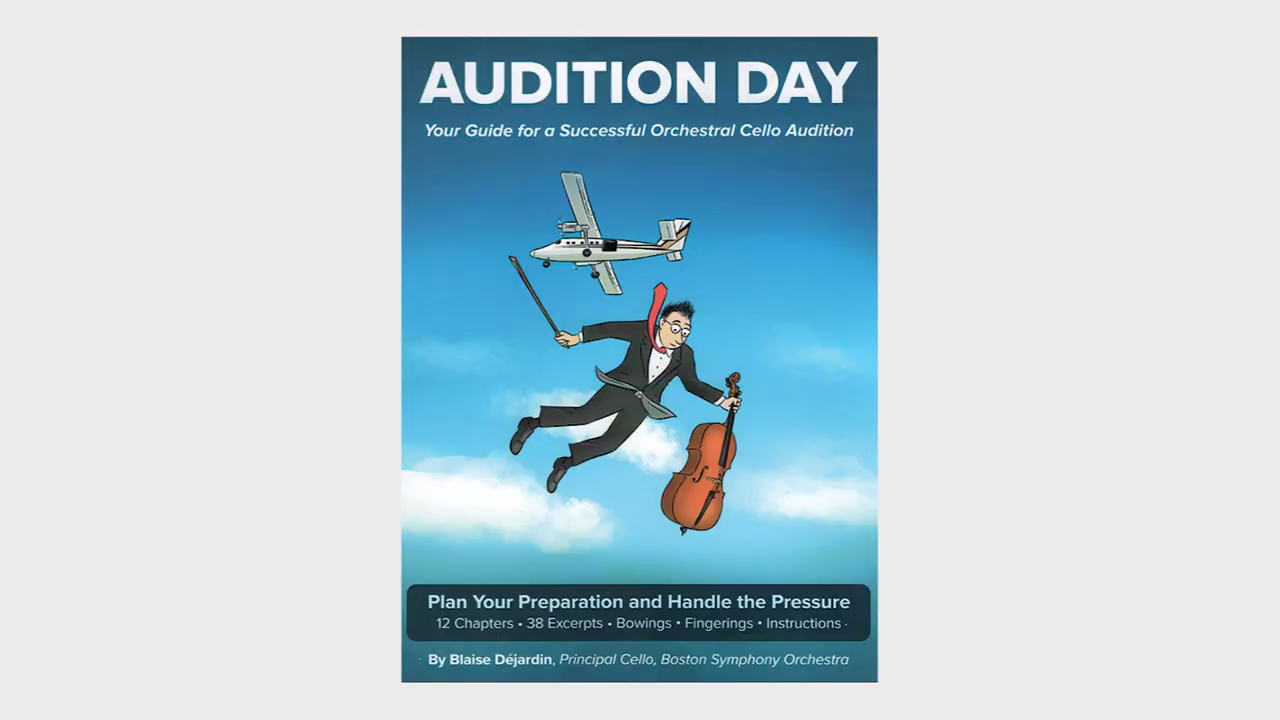 AUDITION DAY
Your Guide for a Successful Orchestral Cello Audition
Plan Your Preparation and Handle the Pressure
12 Chapters • 38 Excerpts • Bowings • Fingerings • Instructions
By Blaise Déjardin, Principal Cello, Boston Symphony Orchestra